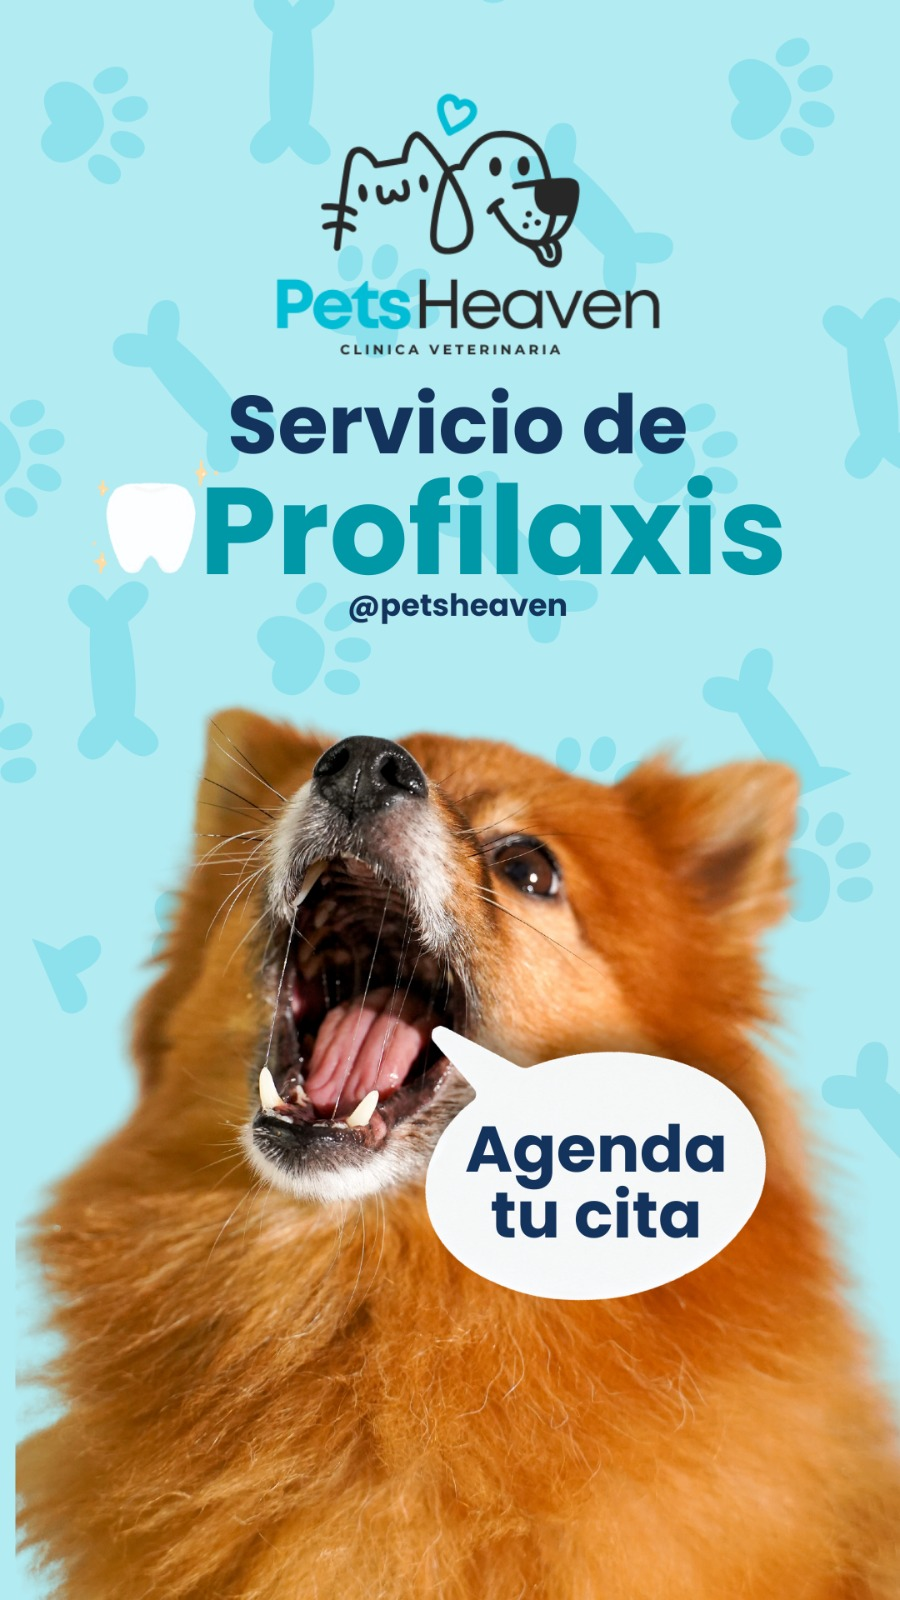 PetsHeaven
CLINICA VETERINARIA
Servicio de
Profilaxis
@petsheaven
Agenda
tu cita